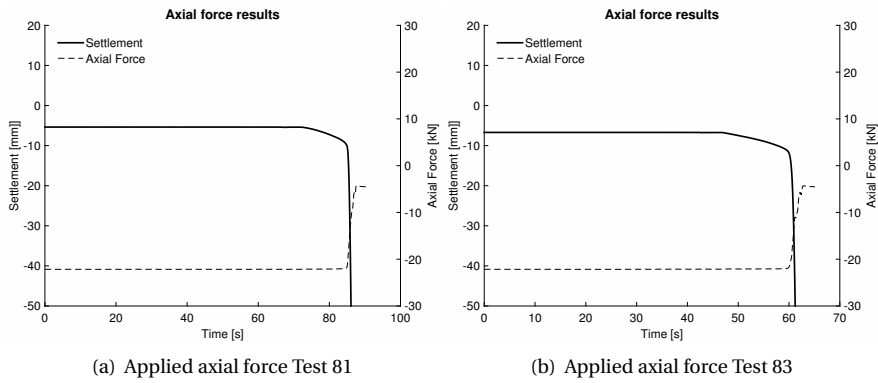 Axial force results
20
10
0
-10
-20
-30
-40
-50
Settlement [mm]]
30
20
10
0
-10
-20
-30
Axial Force [kN]
Settlement
Axial Force
0 20 40 60 80 100
Time [s]
(a) Applied axial force Test 81
Axial force results
20
10
0
-10
-20
-30
-40
-50
Settlement [mm]]
30
20
10
0
-10
-20
-30
Axial Force [kN]
Settlement
Axial Force
0 10 20 30 40 50 60 70
Time [s]
(b) Applied axial force Test 83